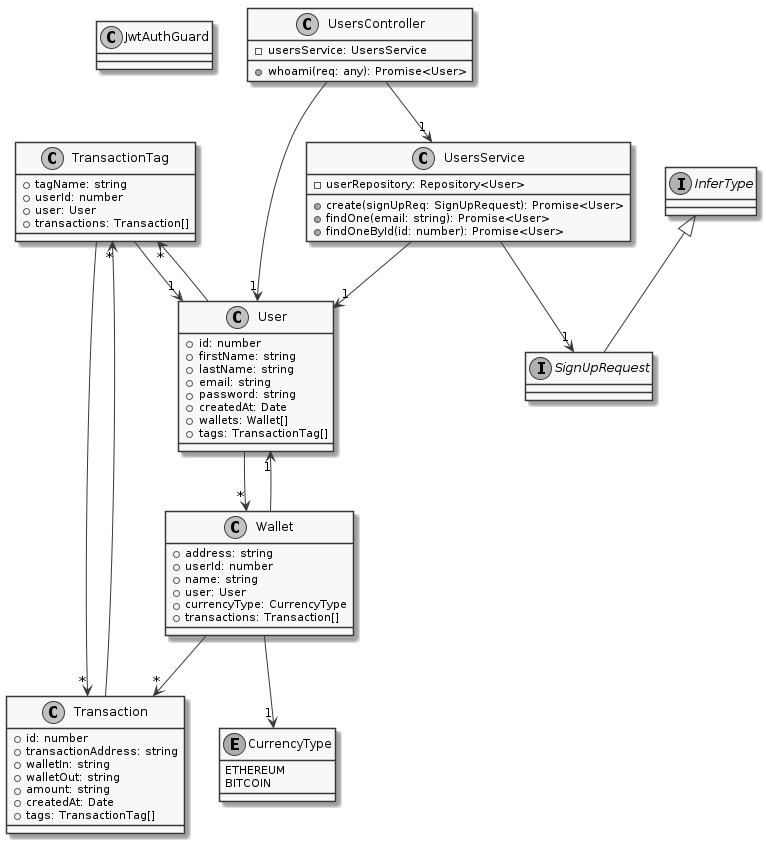 C JwtAuthGuard
C UsersController
usersService: UsersService
whoami(req: any): Promise<User>
1
C TransactionTag
tagName: string
userId: number
user: User
transactions: Transaction[]
C UsersService
userRepository: Repository<User>
create(signUpReq: SignUpRequest): Promise<User>
findOne(email: string): Promise<User>
findOneById(id: number): Promise<User>
I InferType
*
*
1
1
1
C User
id: number
firstName: string
lastName: string
email: string
password: string
createdAt: Date
wallets: Wallet[]
tags: TransactionTag[]
1
I SignUpRequest
1
*
C Wallet
address: string
userId: number
name: string
user: User
currencyType: CurrencyType
transactions: Transaction[]
*
*
1
C Transaction
id: number
transactionAddress: string
walletIn: string
walletOut: string
amount: string
createdAt: Date
tags: TransactionTag[]
E CurrencyType
ETHEREUM
BITCOIN